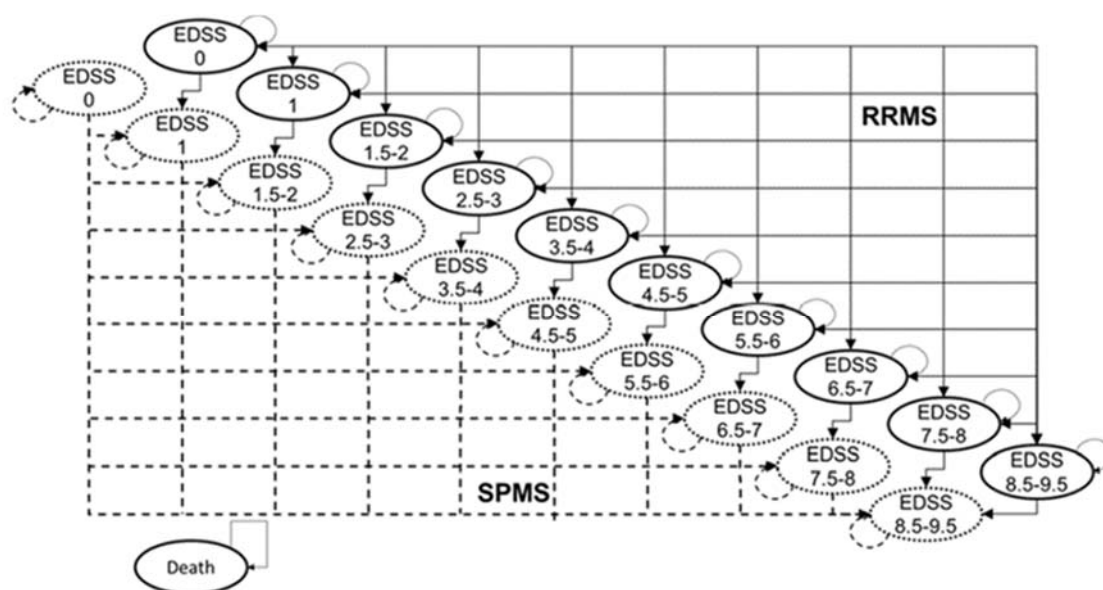 EDSS
0
EDSS
0
EDSS
1
EDSS
1
RRMS
EDSS
1.5-2
EDSS
1.5-2
EDSS
2.5-3
EDSS
2.5-3
EDSS
3.5-4
EDSS
3.5-4
EDSS
4.5-5
EDSS
4.5-5
EDSS
5.5-6
EDSS
5.5-6
EDSS
6.5-7
EDSS
6.5-7
EDSS
7.5-8
EDSS
7.5-8
EDSS
8.5-9.5
SPMS
EDSS
8.5-9.5
Death